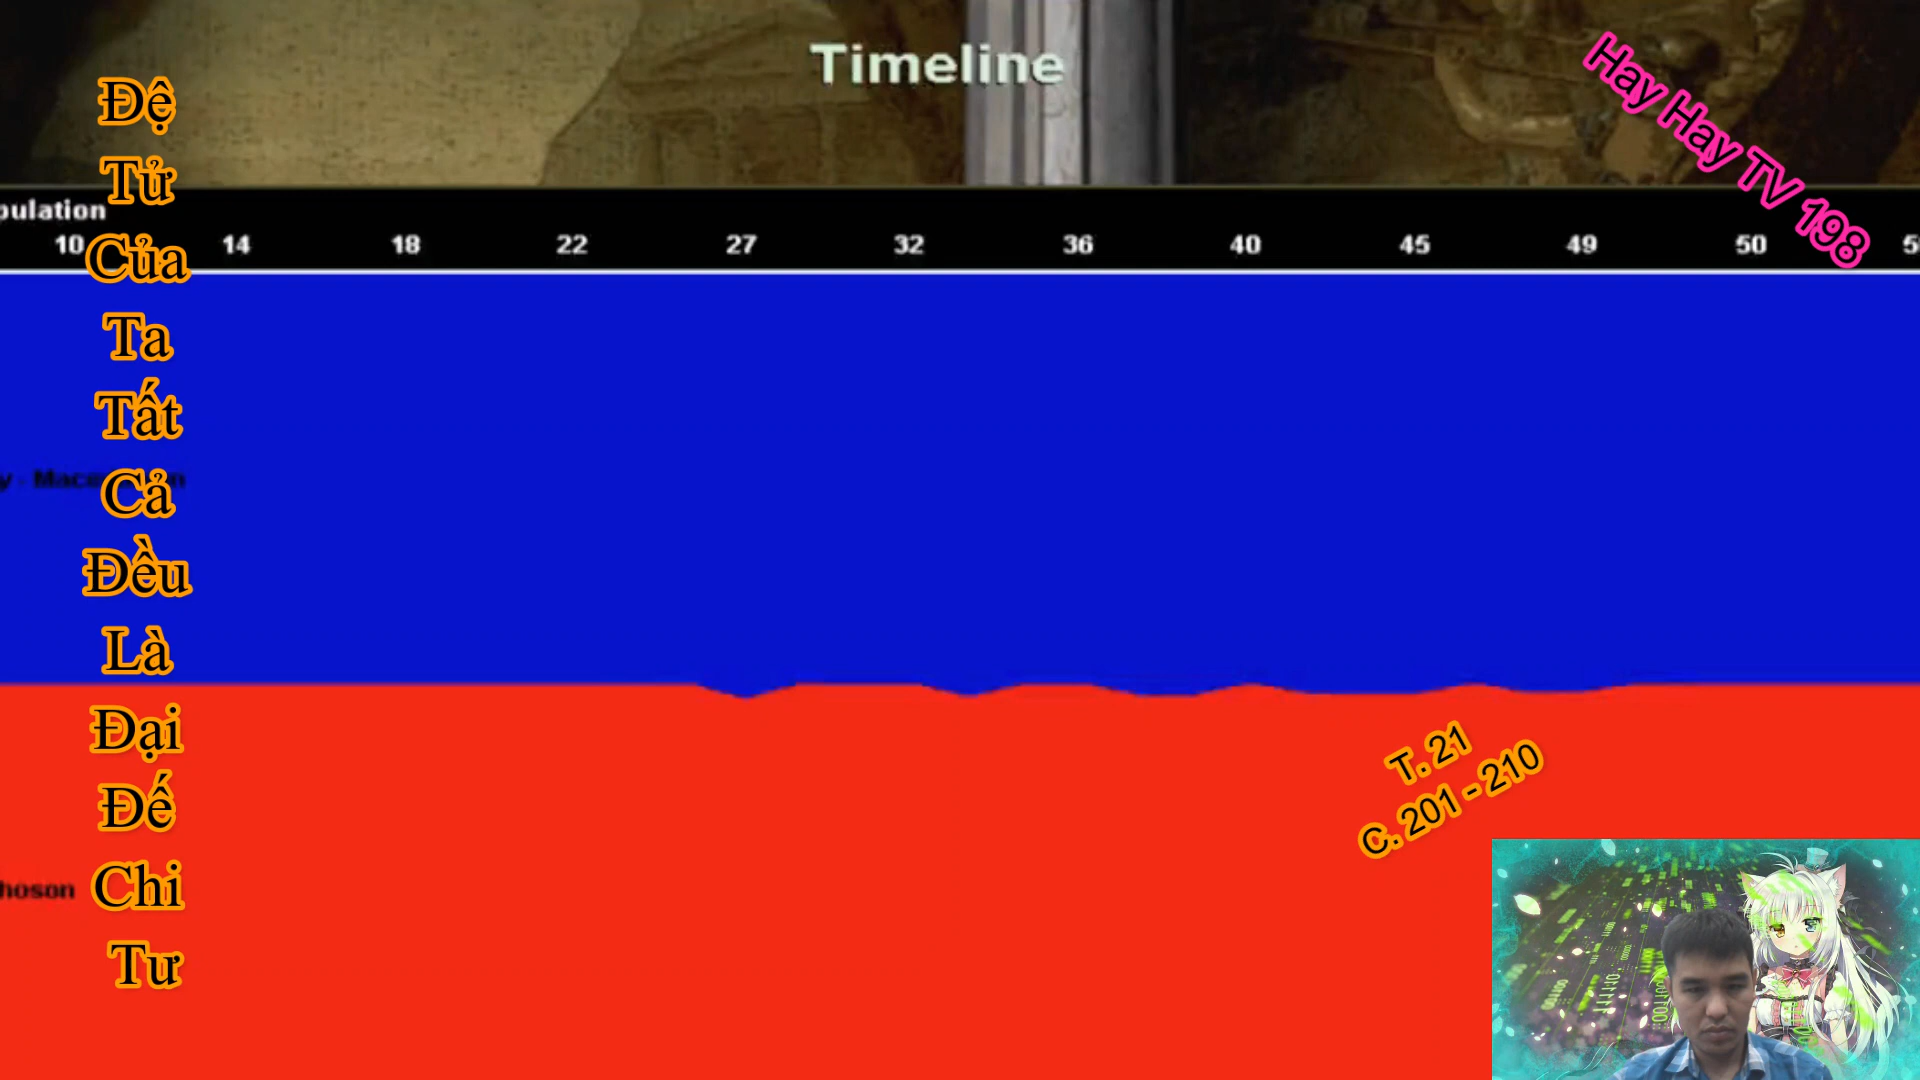 Timeline
Hay Hay TV 198
Đệ
Tử
Của
Ta
Tất
Cả
Đều
Là
Đại
Đế
Chi
Tư
pulation
10 14 18 22 27 32 36 40 45 49 50 5
hoson
T. 21
C. 201 - 210